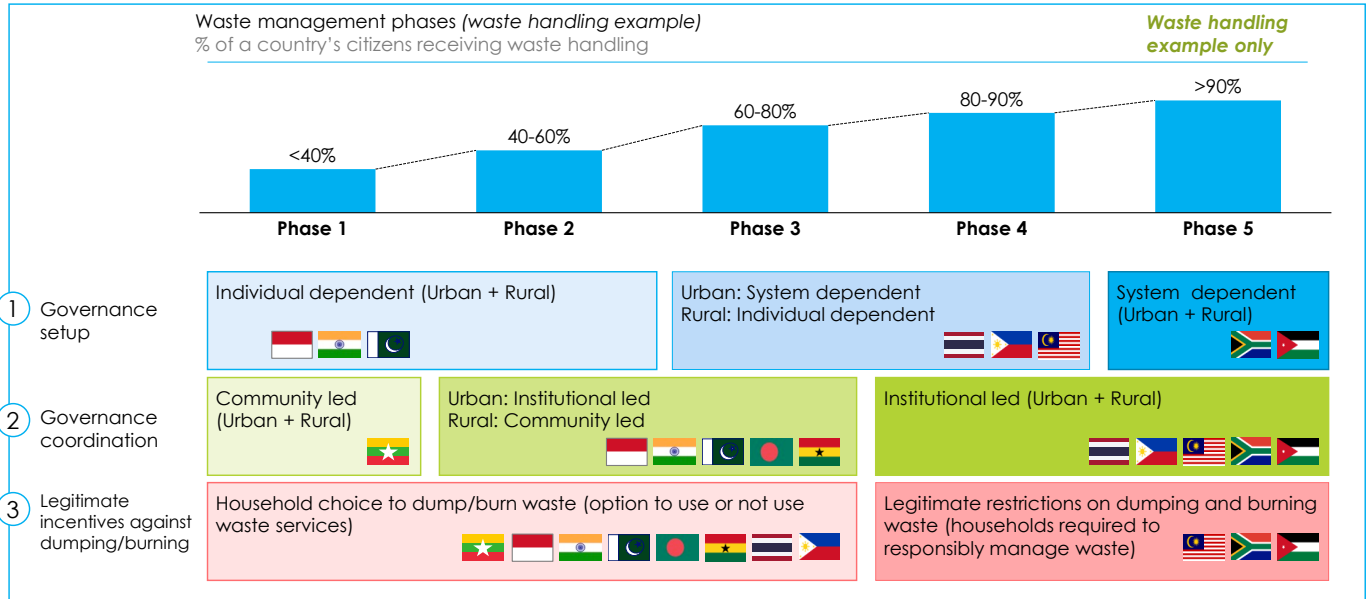 Waste management phases (waste handling example)
% of a country's citizens receiving waste handling
Waste handling
example only
<40%
40-60%
60-80%
80-90%
>90%
Phase 1
Phase 2
Phase 3
Phase 4
Phase 5
1
Governance
setup
Individual dependent (Urban + Rural)
Urban: System dependent
Rural: Individual dependent
System dependent
(Urban + Rural)
2
Governance
coordination
Community led
(Urban + Rural)
Urban: Institutional led
Rural: Community led
Institutional led (Urban + Rural)
3
Legitimate
incentives against
dumping/burning
Household choice to dump/burn waste (option to use or not use
waste services)
Legitimate restrictions on dumping and burning
waste (households required to
responsibly manage waste)